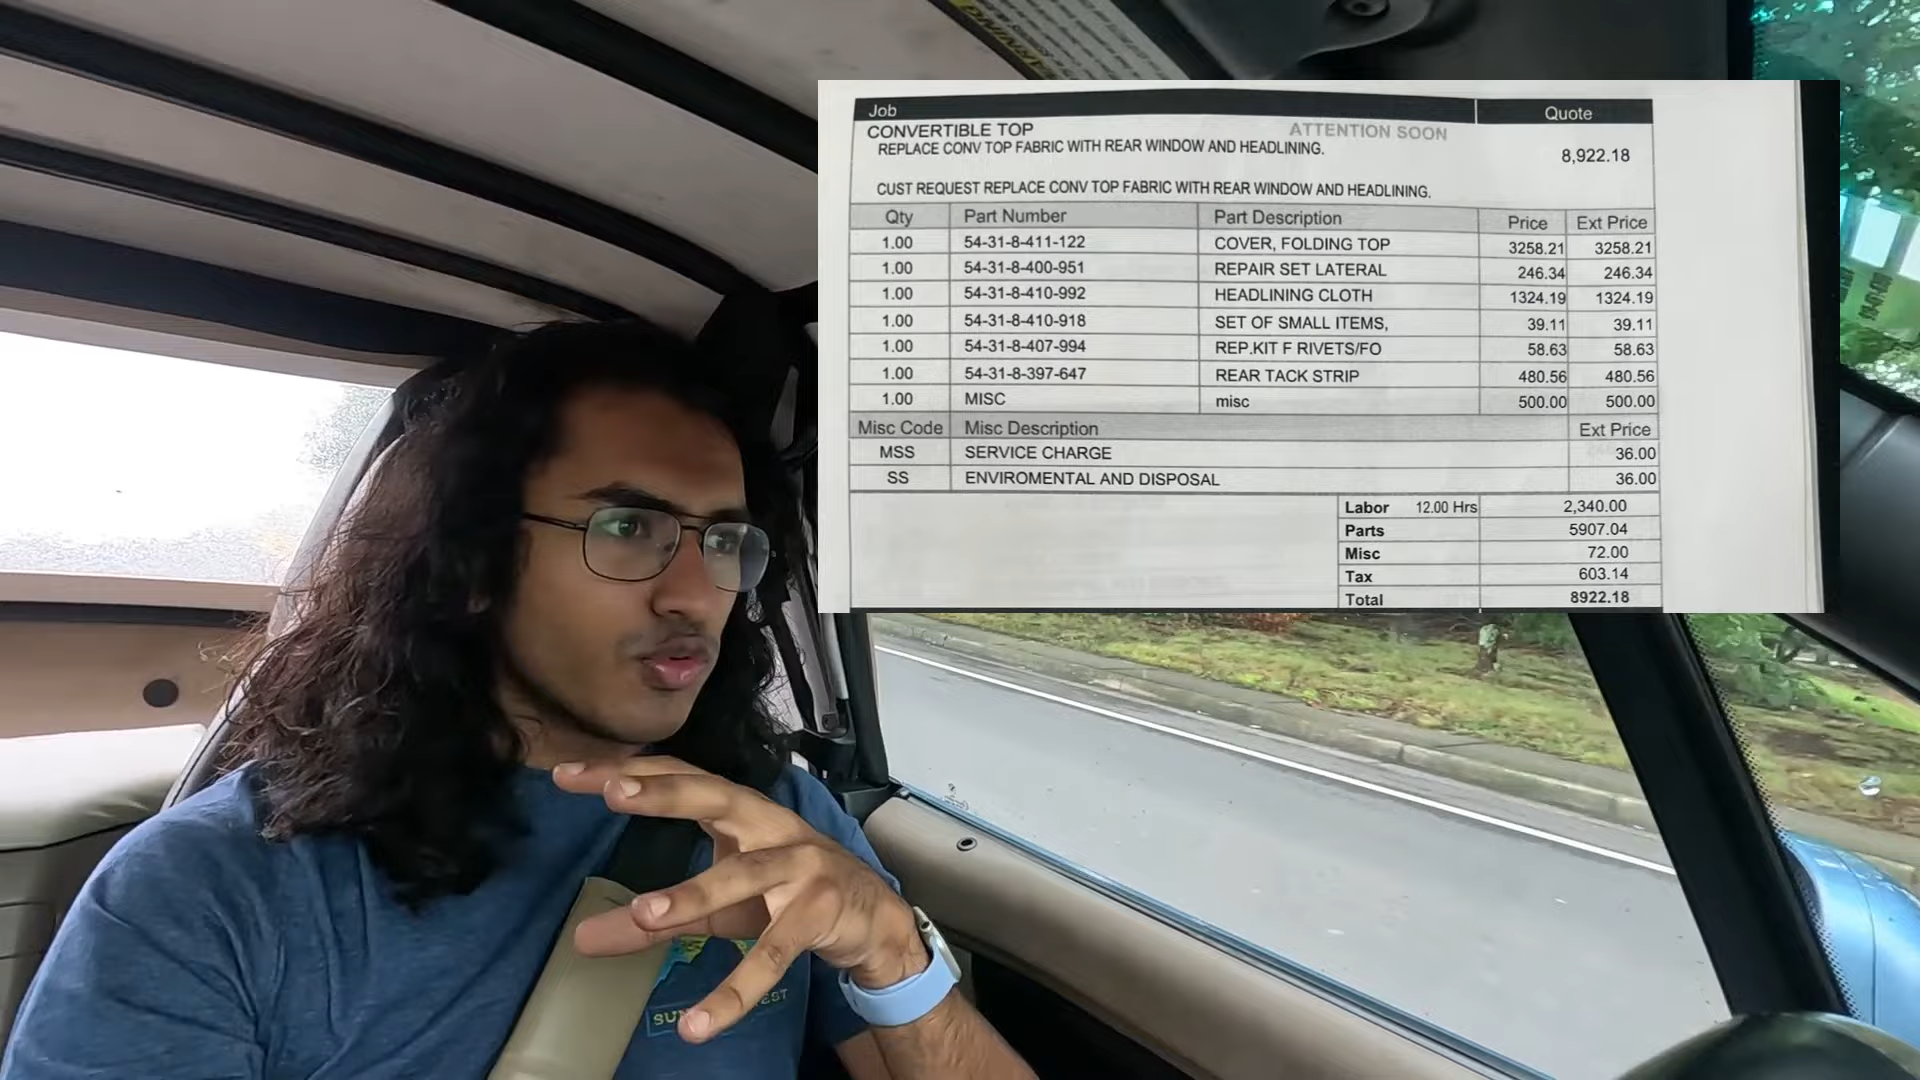 WARNING
Job Quote
CONVERTIBLE TOP ATTENTION SOON
REPLACE CONV TOP FABRIC WITH REAR WINDOW AND HEADLINING. 8,922.18
CUST REQUEST REPLACE CONV TOP FABRIC WITH REAR WINDOW AND HEADLINING.
Qty Part Number Part Description Price Ext Price
1.00 54-31-8-411-122 COVER, FOLDING TOP 3258.21 3258.21
1.00 54-31-8-400-951 REPAIR SET LATERAL 246.34 246.34
1.00 54-31-8-410-992 HEADLINING CLOTH 1324.19 1324.19
1.00 54-31-8-410-918 SET OF SMALL ITEMS, 39.11 39.11
1.00 54-31-8-407-994 REP.KIT F RIVETS/FO 58.63 58.63
1.00 54-31-8-397-647 REAR TACK STRIP 480.56 480.56
1.00 MISC misc 500.00 500.00
Misc Code Misc Description Ext Price
MSS SERVICE CHARGE 36.00
SS ENVIROMENTAL AND DISPOSAL 36.00
Labor 12.00 Hrs 2,340.00
Parts 5907.04
Misc 72.00
Tax 603.14
Total 8922.18